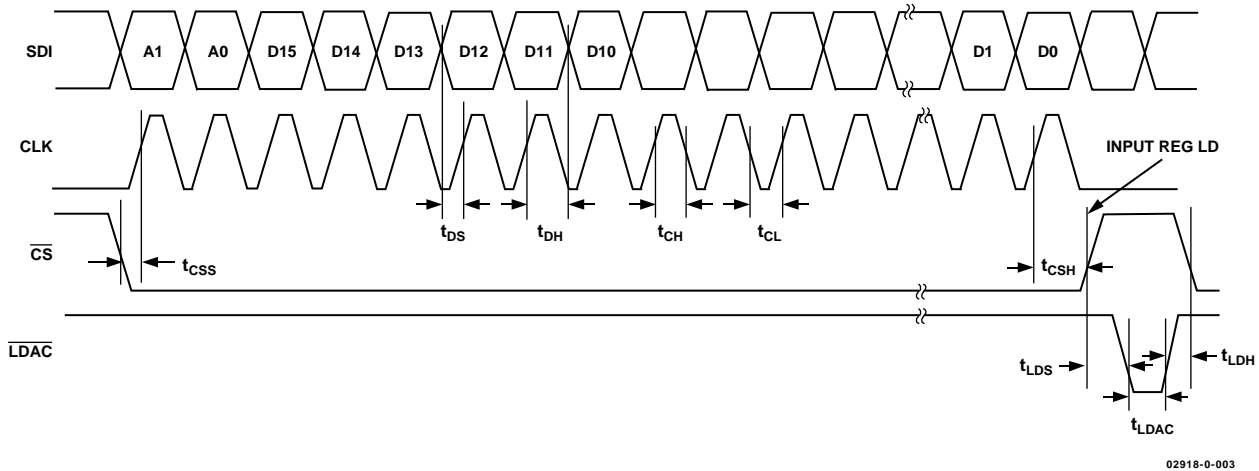 SDI A1 A0 D15 D14 D13 D12 D11 D10 D1 D0
CLK
INPUT REG LD
tDS tDH tCH tCL
CS
tCSS
tCSH
LDAC
tLDS
tLDH
tLDAC
02918-0-003